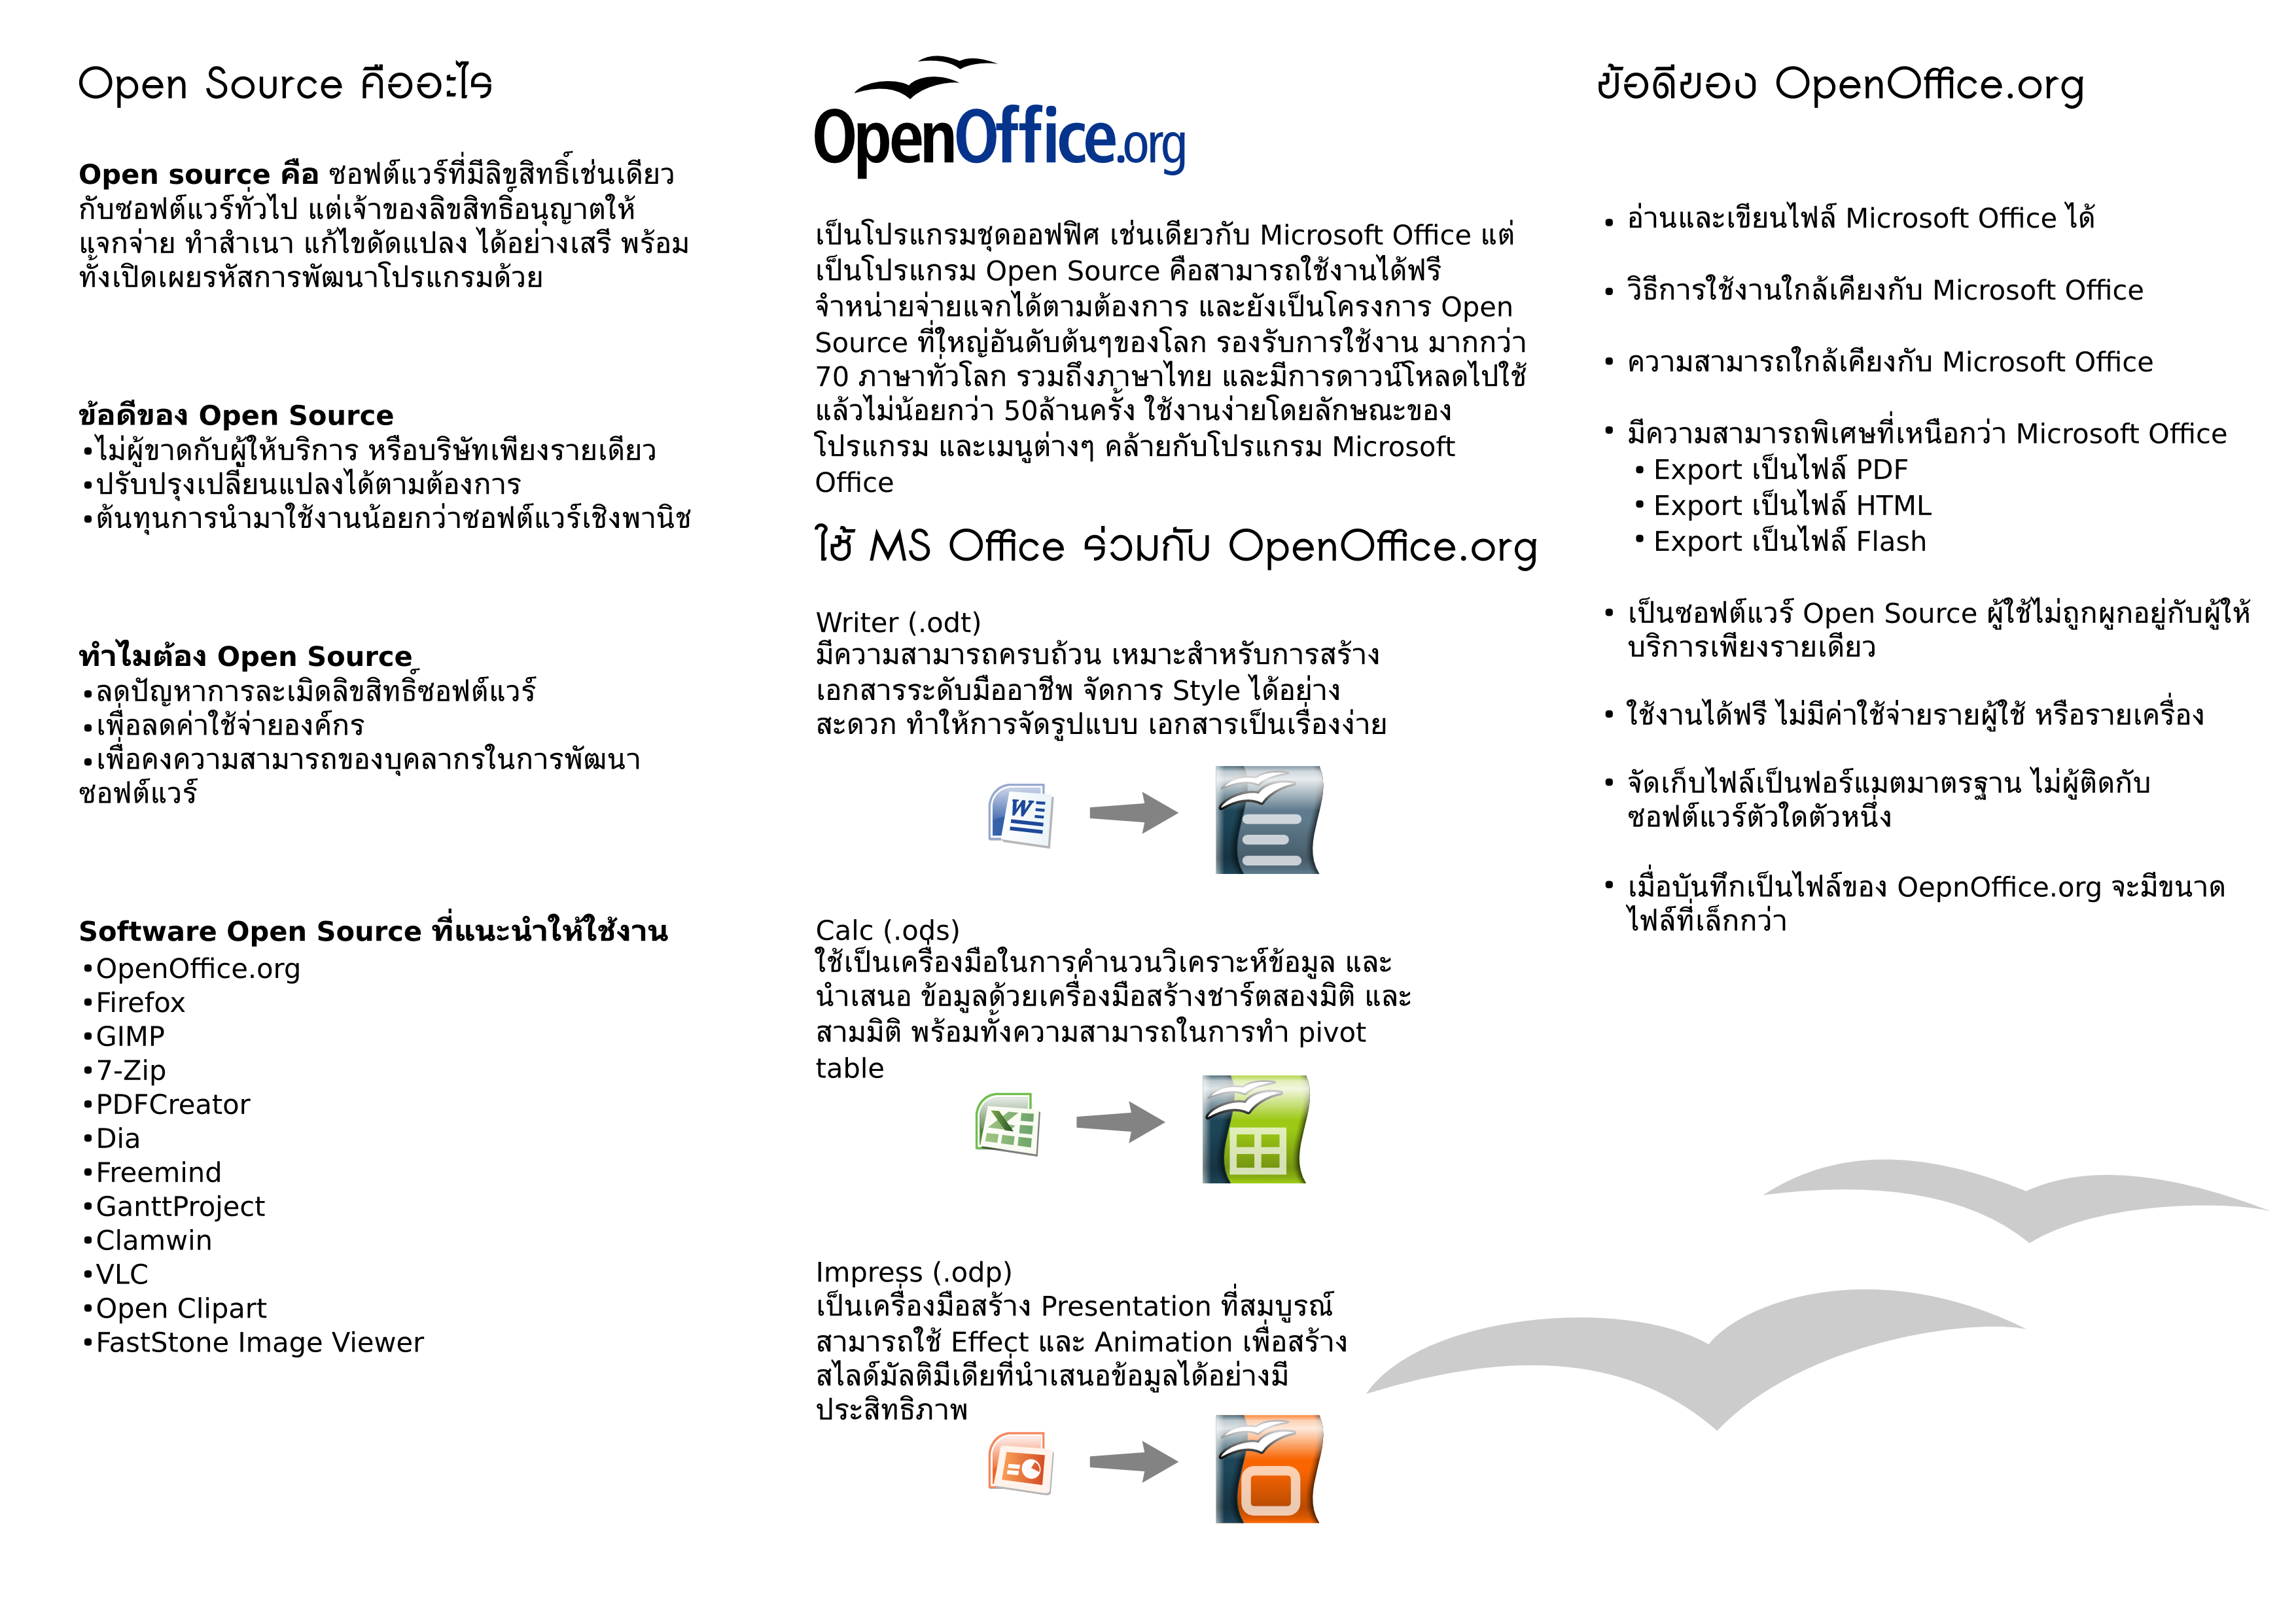 Open Source คืออะไร
Open source คือ ซอฟต์แวร์ที่มีลิขสิทธิ์เช่นเดียว
กับซอฟต์แวร์ทั่วไป แต่เจ้าของลิขสิทธิ์อนุญาตให้
แจกจ่าย ทำสำเนา แก้ไขดัดแปลง ได้อย่างเสรี พร้อม
ทั้งเปิดเผยรหัสการพัฒนาโปรแกรมด้วย
ข้อดีของ Open Source
•ไม่ผู้ขาดกับผู้ให้บริการ หรือบริษัทเพียงรายเดียว
•ปรับปรุงเปลี่ยนแปลงได้ตามต้องการ
•ต้นทุนการนำมาใช้งานน้อยกว่าซอฟต์แวร์เชิงพานิช
ทำไมต้อง Open Source
•ลดปัญหาการละเมิดลิขสิทธิ์ซอฟต์แวร์
•เพื่อลดค่าใช้จ่ายองค์กร
•เพื่อคงความสามารถของบุคลากรในการพัฒนา
ซอฟต์แวร์
Software Open Source ที่แนะนำให้ใช้งาน
•OpenOffice.org
•Firefox
•GIMP
•7-Zip
•PDFCreator
•Dia
•Freemind
•GanttProject
•Clamwin
•VLC
•Open Clipart
•FastStone Image Viewer
OpenOffice.org
เป็นโปรแกรมชุดออฟฟิศ เช่นเดียวกับ Microsoft Office แต่
เป็นโปรแกรม Open Source คือสามารถใช้งานได้ฟรี
จำหน่ายจ่ายแจกได้ตามต้องการ และยังเป็นโครงการ Open
Source ที่ใหญ่อันดับต้นๆของโลก รองรับการใช้งาน มากกว่า
70 ภาษาทั่วโลก รวมถึงภาษาไทย และมีการดาวน์โหลดไปใช้
แล้วไม่น้อยกว่า 50ล้านครั้ง ใช้งานง่ายโดยลักษณะของ
โปรแกรม และเมนูต่างๆ คล้ายกับโปรแกรม Microsoft
Office
ใช้ MS Office ร่วมกับ OpenOffice.org
Writer (.odt)
มีความสามารถครบถ้วน เหมาะสำหรับการสร้าง
เอกสารระดับมืออาชีพ จัดการ Style ได้อย่าง
สะดวก ทำให้การจัดรูปแบบ เอกสารเป็นเรื่องง่าย
Calc (.ods)
ใช้เป็นเครื่องมือในการคำนวนวิเคราะห์ข้อมูล และ
นำเสนอ ข้อมูลด้วยเครื่องมือสร้างชาร์ตสองมิติ และ
สามมิติ พร้อมทั้งความสามารถในการทำ pivot
table
Impress (.odp)
เป็นเครื่องมือสร้าง Presentation ที่สมบูรณ์
สามารถใช้ Effect และ Animation เพื่อสร้าง
สไลด์มัลติมีเดียที่นำเสนอข้อมูลได้อย่างมี
ประสิทธิภาพ
ข้อดีของ OpenOffice.org
• อ่านและเขียนไฟล์ Microsoft Office ได้
• วิธีการใช้งานใกล้เคียงกับ Microsoft Office
• ความสามารถใกล้เคียงกับ Microsoft Office
• มีความสามารถพิเศษที่เหนือกว่า Microsoft Office
• Export เป็นไฟล์ PDF
• Export เป็นไฟล์ HTML
• Export เป็นไฟล์ Flash
• เป็นซอฟต์แวร์ Open Source ผู้ใช้ไม่ถูกผูกอยู่กับผู้ให้
บริการเพียงรายเดียว
• ใช้งานได้ฟรี ไม่มีค่าใช้จ่ายรายผู้ใช้ หรือรายเครื่อง
• จัดเก็บไฟล์เป็นฟอร์แมตมาตรฐาน ไม่ผู้ติดกับ
ซอฟต์แวร์ตัวใดตัวหนึ่ง
• เมื่อบันทึกเป็นไฟล์ของ OepnOffice.org จะมีขนาด
ไฟล์ที่เล็กกว่า